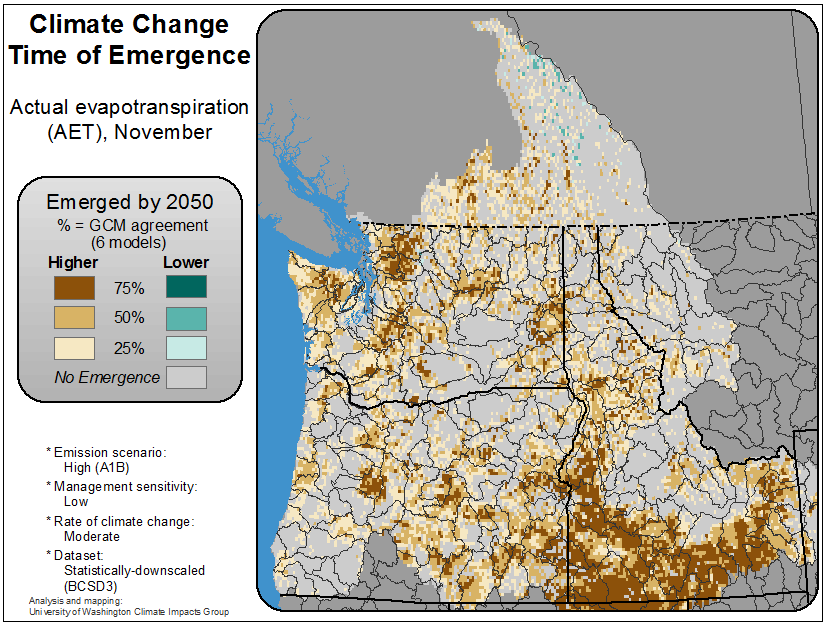 Climate Change
Time of Emergence
Actual evapotranspiration
(AET), November
Emerged by 2050
% = GCM agreement
(6 models)
Higher Lower
75%
50%
25%
No Emergence
* Emission scenario:
High (A1B)
* Management sensitivity:
Low
* Rate of climate change:
Moderate
* Dataset:
Statistically-downscaled
(BCSD3)
Analysis and mapping:
University of Washington Climate Impacts Group